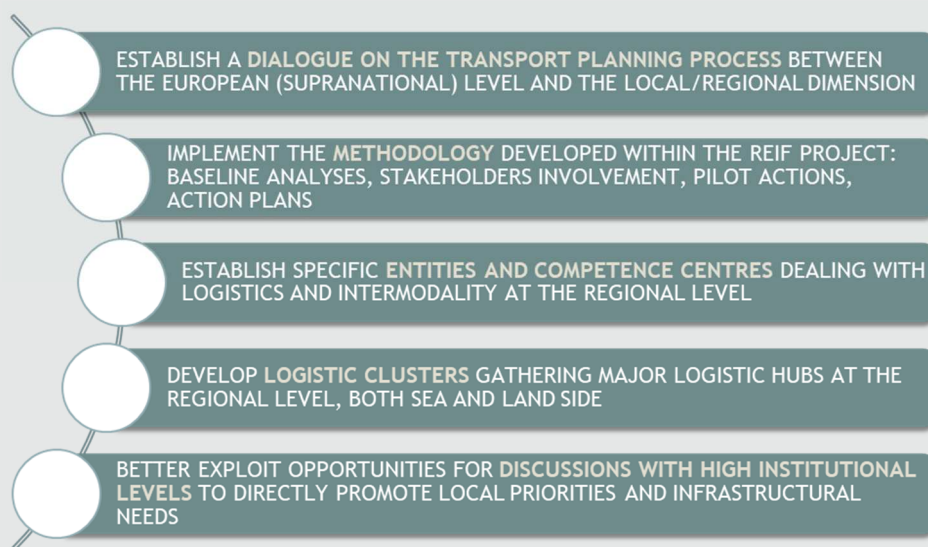 ESTABLISH A DIALOGUE ON THE TRANSPORT PLANNING PROCESS BETWEEN
THE EUROPEAN (SUPRANATIONAL) LEVEL AND THE LOCAL/REGIONAL DIMENSION
IMPLEMENT THE METHODOLOGY DEVELOPED WITHIN THE REIF PROJECT:
BASELINE ANALYSES, STAKEHOLDERS INVOLVEMENT, PILOT ACTIONS,
ACTION PLANS
ESTABLISH SPECIFIC ENTITIES AND COMPETENCE CENTRES DEALING WITH
LOGISTICS AND INTERMODALITY AT THE REGIONAL LEVEL
DEVELOP LOGISTIC CLUSTERS GATHERING MAJOR LOGISTIC HUBS AT THE
REGIONAL LEVEL, BOTH SEA AND LAND SIDE
BETTER EXPLOIT OPPORTUNITIES FOR DISCUSSIONS WITH HIGH INSTITUTIONAL
LEVELS TO DIRECTLY PROMOTE LOCAL PRIORITIES AND INFRASTRUCTURAL
NEEDS